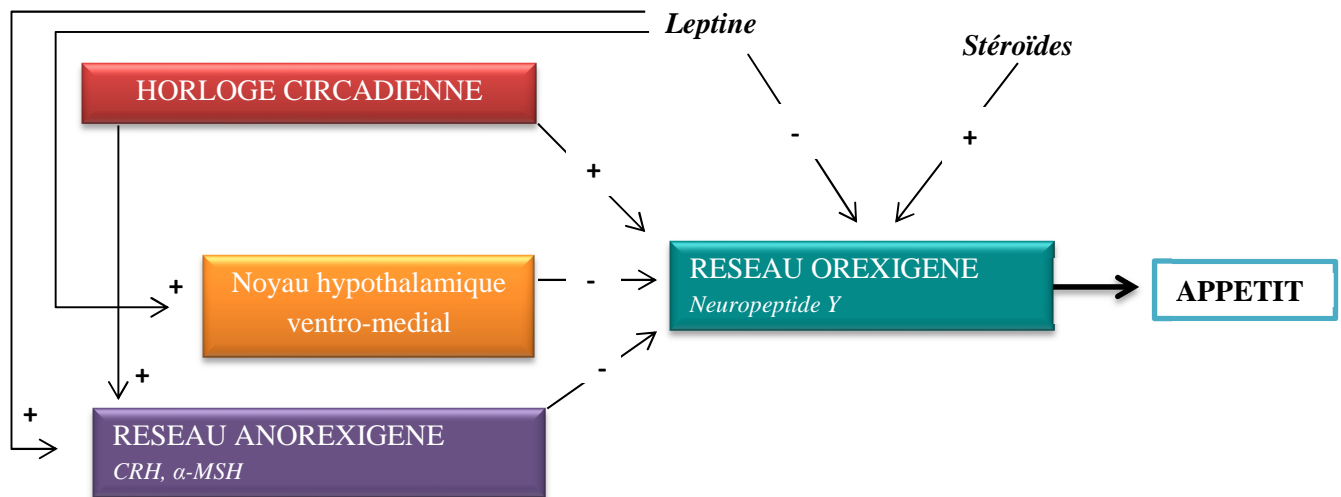 Leptine
Stéroïdes
HORLOGE CIRCADIENNE
-
+
+
Noyau hypothalamique
ventro-medial
+
-
RESEAU OREXIGENE
Neuropeptide Y
APPETIT
+
-
+
RESEAU ANOREXIGENE
CRH, α-MSH